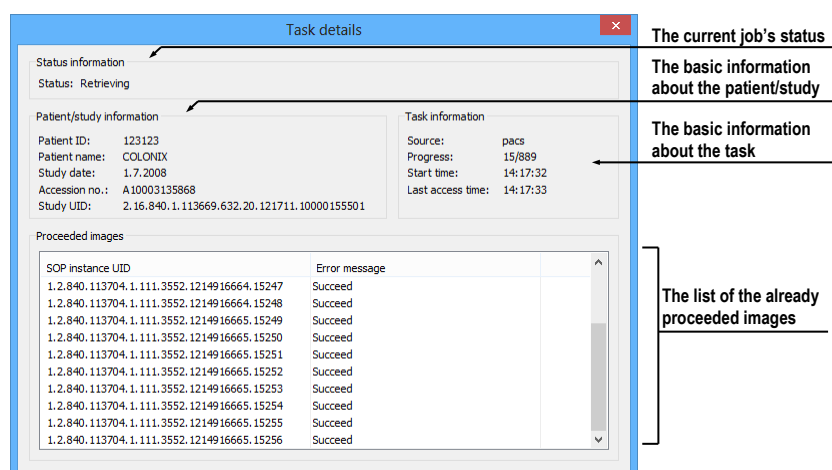 Task details
The current job's status
Status information
Status: Retrieving
The basic information
about the patient/study
Patient/study information
Patient ID: 123123
Patient name: COLONIX
Study date: 1.7.2008
Accession no.: A10003135868
Study UID: 2.16.840.1.113669.632.20.121711.10000155501
Task information
Source: pacs
Progress: 15/889
Start time: 14:17:32
Last access time: 14:17:33
The basic information
about the task
Proceeded images
SOP instance UID Error message
1.2.840.113704.1.111.3552.1214916664.15247 Succeed
1.2.840.113704.1.111.3552.1214916664.15248 Succeed
1.2.840.113704.1.111.3552.1214916665.15249 Succeed
1.2.840.113704.1.111.3552.1214916665.15250 Succeed
1.2.840.113704.1.111.3552.1214916665.15251 Succeed
1.2.840.113704.1.111.3552.1214916665.15252 Succeed
1.2.840.113704.1.111.3552.1214916665.15253 Succeed
1.2.840.113704.1.111.3552.1214916665.15254 Succeed
1.2.840.113704.1.111.3552.1214916665.15255 Succeed
1.2.840.113704.1.111.3552.1214916665.15256 Succeed
The list of the already
proceeded images